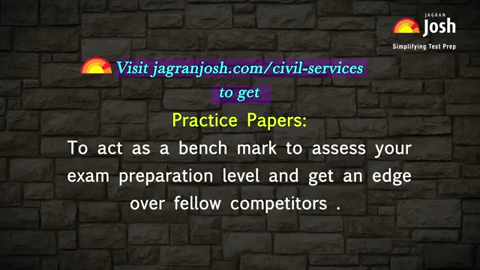 JAGRAN
Josh
Simplifying Test Prep
Visit jagranjosh.com/civil-services
to get
Practice Papers:
To act as a bench mark to assess your
exam preparation level and get an edge
over fellow competitors .